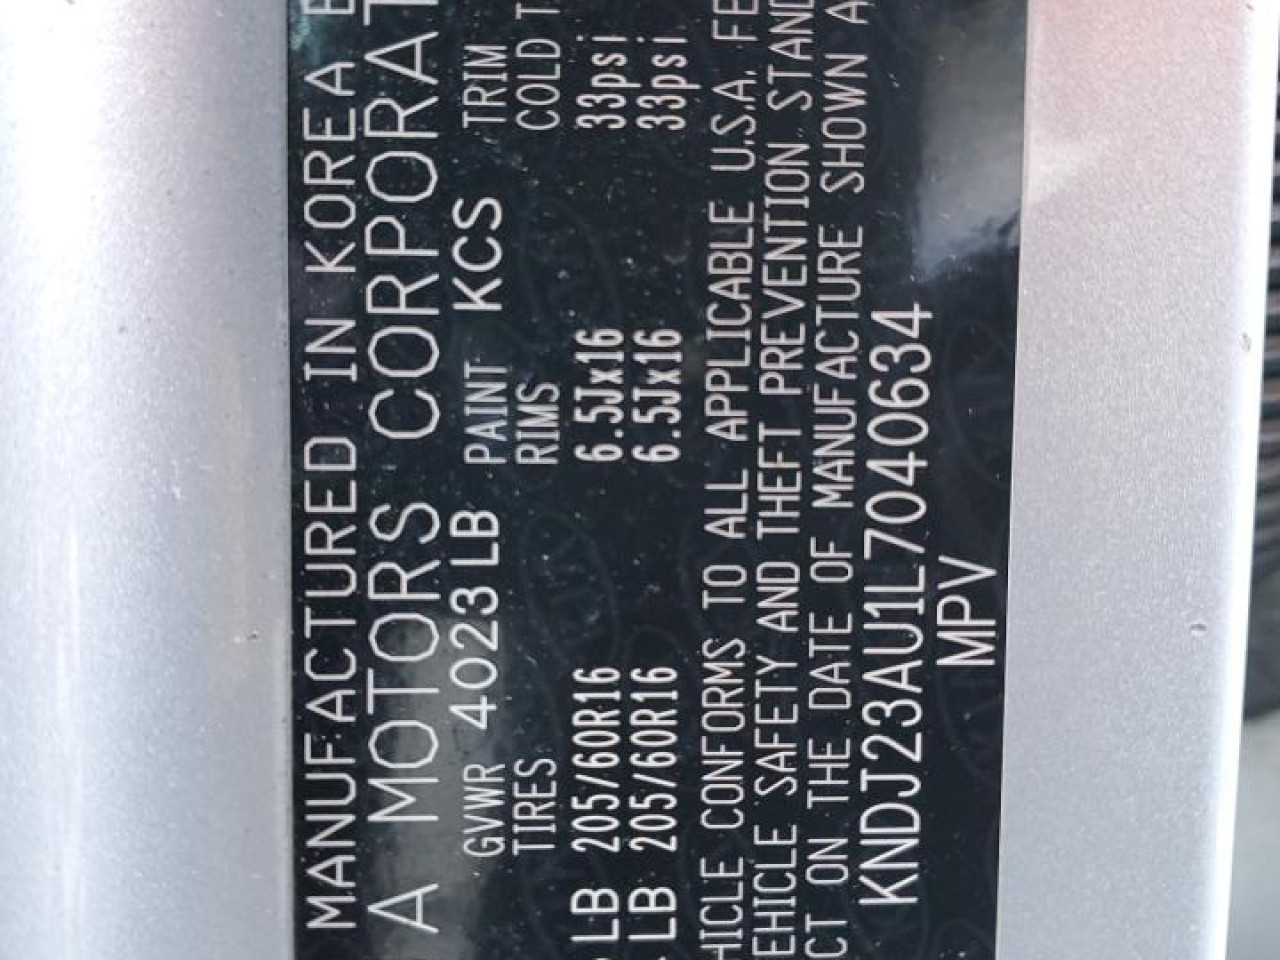 MANUFACTURED IN KOREA B
A MOTORS CORPORAT
GVWR 4023LB PAINT KCS TRIM
TIRES RIMS COLD T
LB 205/60R16 6.5Jx16 33psi
LB 205/60R16 6.5Jx16 33psi
HICLE CONFORMS TO ALL APPLICABLE U.S.A. FE
EHICLE SAFETY AND THEFT PREVENTION STAND
CT ON THE DATE OF MANUFACTURE SHOWN A
KNDJ23AU1L7040634
MPV